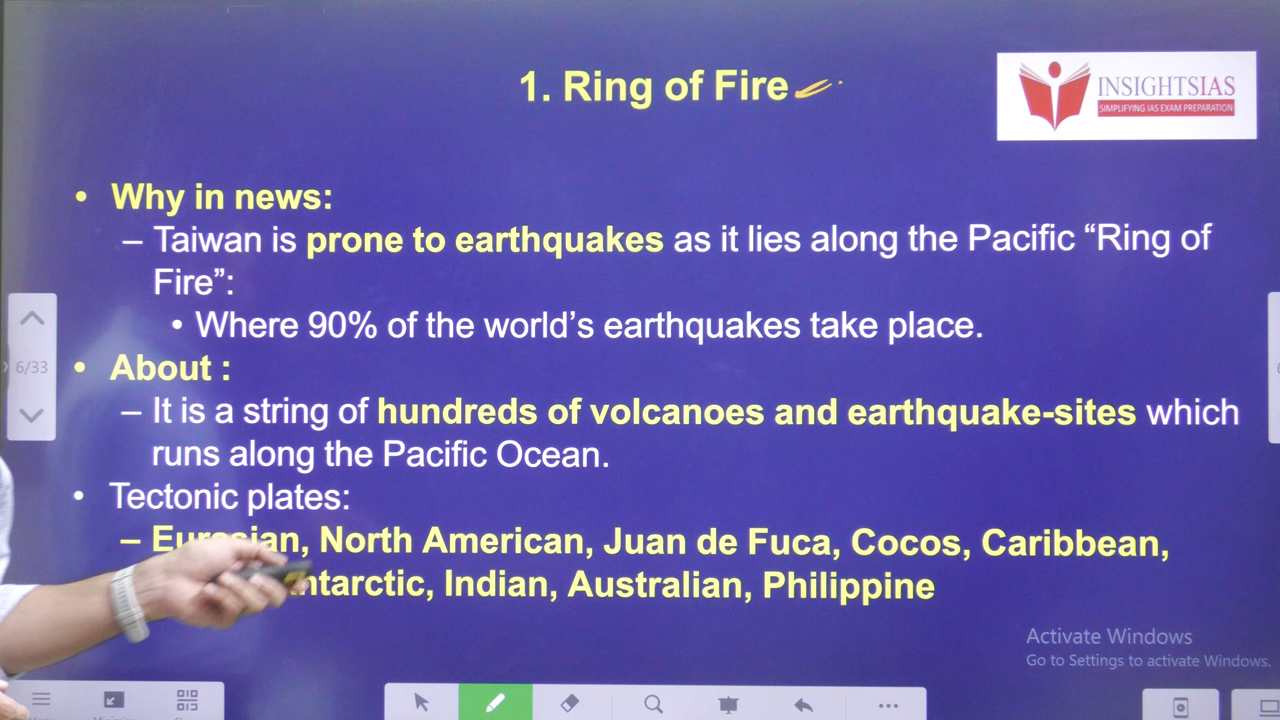 1. Ring of Fire
INSIGHTSIAS
SIMPLIFYING IAS EXAM PREPARATION
• Why in news:
– Taiwan is prone to earthquakes as it lies along the Pacific “Ring of
Fire”:
• Where 90% of the world’s earthquakes take place.
6/33
• About :
– It is a string of hundreds of volcanoes and earthquake-sites which
runs along the Pacific Ocean.
• Tectonic plates:
– Eurasian, North American, Juan de Fuca, Cocos, Caribbean,
ntarctic, Indian, Australian, Philippine
Activate Windows
Go to Settings to activate Windows.